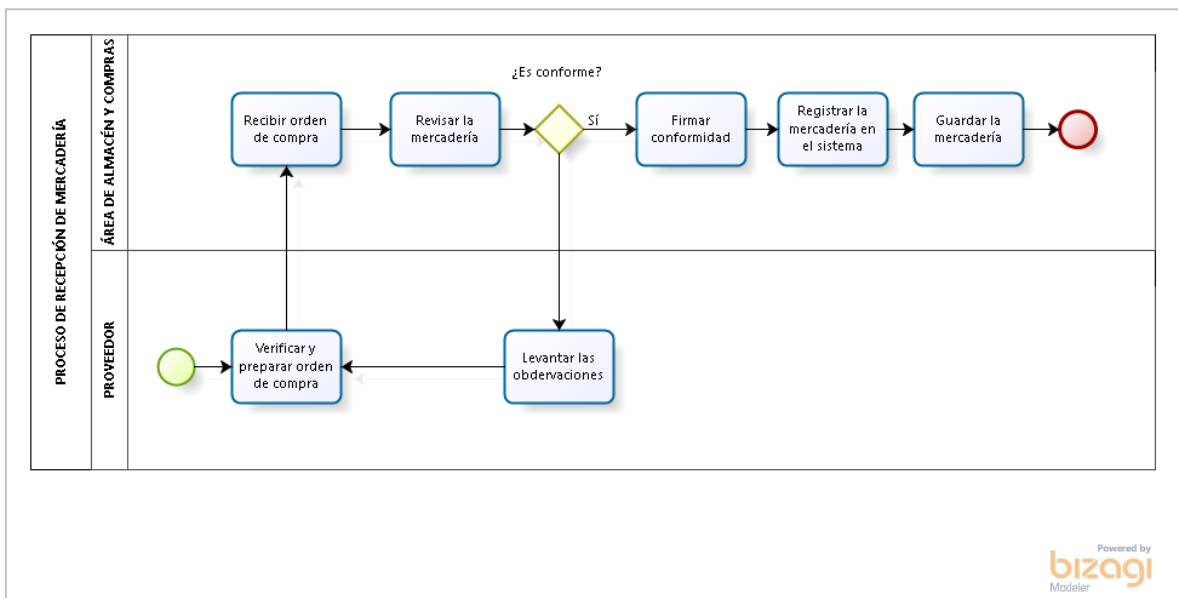 PROCESO DE RECEPCIÓN DE MERCADERÍA
ÁREA DE ALMACÉN Y COMPRAS
¿Es conforme?
Recibir orden
de compra
Revisar la
mercadería
Sí
Firmar
conformidad
Registrar la
mercadería en
el sistema
Guardar la
mercadería
PROVEEDOR
Verificar y
preparar orden
de compra
Levantar las
obdervaciones
Powered by
bizagi
Modeler